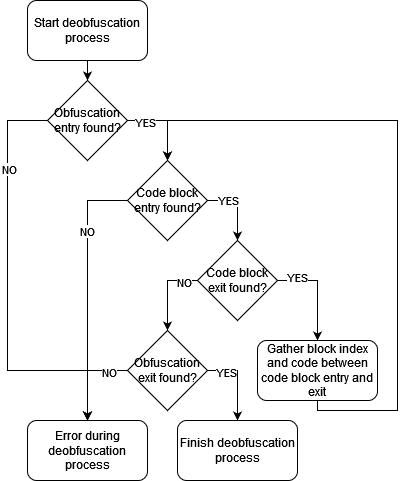 Start deobfuscation
process
Obfuscation
entry found?
YES
NO
Code block
entry found?
YES
NO
Code block
exit found?
YES
NO
Gather block index
and code between
code block entry and
exit
Obfuscation
exit found?
NO
YES
Error during
deobfuscation
process
Finish deobfuscation
process